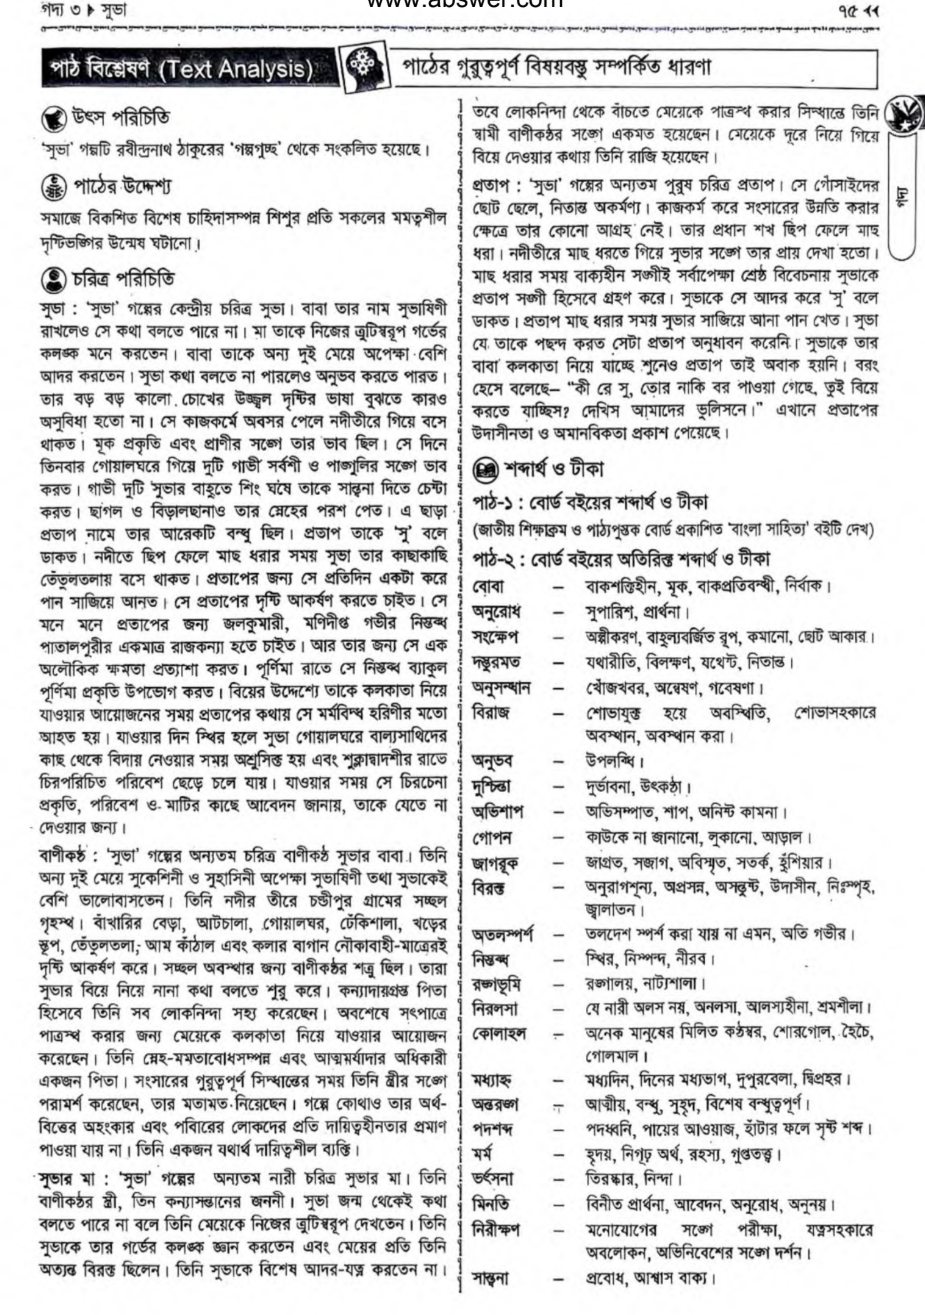 www.abswer.com
গদ্য ৩ ▶ সুভা
৭৫ ◀◀
পাঠ বিশ্লেষণ (Text Analysis)
পাঠের গুরুত্বপূর্ণ বিষয়বস্তু সম্পর্কিত ধারণা
উৎস পরিচিতি
'সুভা' গল্পটি রবীন্দ্রনাথ ঠাকুরের 'গল্পগুচ্ছ' থেকে সংকলিত হয়েছে।
পাঠের উদ্দেশ্য
সমাজে বিকশিত বিশেষ চাহিদাসম্পন্ন শিশুর প্রতি সকলের মমত্বশীল
দৃষ্টিভঙ্গির উন্মেষ ঘটানো।
চরিত্র পরিচিতি
সুভা : 'সুভা' গল্পের কেন্দ্রীয় চরিত্র সুভা। বাবা তার নাম সুভাষিণী
রাখলেও সে কথা বলতে পারে না। মা তাকে নিজের ত্রুটিস্বরূপ গর্ভের
কলঙ্ক মনে করতেন। বাবা তাকে অন্য দুই মেয়ে অপেক্ষা বেশি
আদর করতেন। সুভা কথা বলতে না পারলেও অনুভব করতে পারত।
তার বড় বড় কালো চোখের উজ্জ্বল দৃষ্টির ভাষা বুঝতে কারও
অসুবিধা হতো না। সে কাজকর্মে অবসর পেলে নদীতীরে গিয়ে বসে
থাকত। মূক প্রকৃতি এবং প্রাণীর সঙ্গে তার ভাব ছিল। সে দিনে
তিনবার গোয়ালঘরে গিয়ে দুটি গাভী সর্বশী ও পাঙ্গুলির সঙ্গে ভাব
করত। গাভী দুটি সুভার বাহুতে শিং ঘষে তাকে সান্ত্বনা দিতে চেষ্টা
করত। ছাগল ও বিড়ালছানাও তার স্নেহের পরশ পেত। এ ছাড়া
প্রতাপ নামে তার আরেকটি বন্ধু ছিল। প্রতাপ তাকে 'সু' বলে
ডাকত। নদীতে ছিপ ফেলে মাছ ধরার সময় সুভা তার কাছাকাছি
তেঁতুলতলায় বসে থাকত। প্রতাপের জন্য সে প্রতিদিন একটা করে
পান সাজিয়ে আনত। সে প্রতাপের দৃষ্টি আকর্ষণ করতে চাইত। সে
মনে মনে প্রতাপের জন্য জলকুমারী, মণিদীপ্ত গভীর নিস্তব্ধ
পাতালপুরীর একমাত্র রাজকন্যা হতে চাইত। আর তার জন্য সে এক
অলৌকিক ক্ষমতা প্রত্যাশা করত। পূর্ণিমা রাতে সে নিস্তব্ধ ব্যাকুল
পূর্ণিমা প্রকৃতি উপভোগ করত। বিয়ের উদ্দেশ্যে তাকে কলকাতা নিয়ে
যাওয়ার আয়োজনের সময় প্রতাপের কথায় সে মর্মবিদ্ধ হরিণীর মতো
আহত হয়। যাওয়ার দিন স্থির হলে সুভা গোয়ালঘরে বাল্যসাথিদের
কাছ থেকে বিদায় নেওয়ার সময় অশ্রুসিক্ত হয় এবং শুক্লাদ্বাদশীর রাতে
চিরপরিচিত পরিবেশ ছেড়ে চলে যায়। যাওয়ার সময় সে চিরচেনা
প্রকৃতি, পরিবেশ ও মাটির কাছে আবেদন জানায়, তাকে যেতে না
দেওয়ার জন্য।
বাণীকণ্ঠ : 'সুভা' গল্পের অন্যতম চরিত্র বাণীকণ্ঠ সুভার বাবা। তিনি
অন্য দুই মেয়ে সুকেশিনী ও সুহাসিনী অপেক্ষা সুভাষিণী তথা সুভাকেই
বেশি ভালোবাসতেন। তিনি নদীর তীরে চণ্ডীপুর গ্রামের সচ্ছল
গৃহস্থ। বাঁখারির বেড়া, আটচালা, গোয়ালঘর, ঢেঁকিশালা, খড়ের
স্তূপ, তেঁতুলতলা, আম কাঁঠাল এবং কলার বাগান নৌকাবাহী-মাত্রেরই
দৃষ্টি আকর্ষণ করে। সচ্ছল অবস্থার জন্য বাণীকণ্ঠর শত্রু ছিল। তারা
সুভার বিয়ে নিয়ে নানা কথা বলতে শুরু করে। কন্যাদায়গ্রস্ত পিতা
হিসেবে তিনি সব লোকনিন্দা সহ্য করেছেন। অবশেষে সৎপাত্রে
পাত্রস্থ করার জন্য মেয়েকে কলকাতা নিয়ে যাওয়ার আয়োজন
করেছেন। তিনি স্নেহ-মমতাবোধসম্পন্ন এবং আত্মমর্যাদার অধিকারী
একজন পিতা। সংসারের গুরুত্বপূর্ণ সিদ্ধান্তের সময় তিনি স্ত্রীর সঙ্গে
পরামর্শ করেছেন, তার মতামত নিয়েছেন। গল্পে কোথাও তার অর্থ-
বিত্তের অহংকার এবং পবিারের লোকদের প্রতি দায়িত্বহীনতার প্রমাণ
পাওয়া যায় না। তিনি একজন যথার্থ দায়িত্বশীল ব্যক্তি।
সুভার মা : 'সুভা' গল্পের অন্যতম নারী চরিত্র সুভার মা। তিনি
বাণীকণ্ঠর স্ত্রী, তিন কন্যাসন্তানের জননী। সুভা জন্ম থেকেই কথা
বলতে পারে না বলে তিনি মেয়েকে নিজের ত্রুটিস্বরূপ দেখতেন। তিনি
সুভাকে তার গর্ভের কলঙ্ক জ্ঞান করতেন এবং মেয়ের প্রতি তিনি
অত্যন্ত বিরক্ত ছিলেন। তিনি সুভাকে বিশেষ আদর-যত্ন করতেন না।
তবে লোকনিন্দা থেকে বাঁচতে মেয়েকে পাত্রস্থ করার সিদ্ধান্তে তিনি
স্বামী বাণীকণ্ঠর সঙ্গে একমত হয়েছেন। মেয়েকে দূরে নিয়ে গিয়ে
বিয়ে দেওয়ার কথায় তিনি রাজি হয়েছেন।
প্রতাপ : 'সুভা' গল্পের অন্যতম পুরুষ চরিত্র প্রতাপ। সে গোঁসাইদের
ছোট ছেলে, নিতান্ত অকর্মণ্য। কাজকর্ম করে সংসারের উন্নতি করার
ক্ষেত্রে তার কোনো আগ্রহ নেই। তার প্রধান শখ ছিপ ফেলে মাছ
ধরা। নদীতীরে মাছ ধরতে গিয়ে সুভার সঙ্গে তার প্রায় দেখা হতো।
মাছ ধরার সময় বাক্যহীন সঙ্গীই সর্বাপেক্ষা শ্রেষ্ঠ বিবেচনায় সুভাকে
প্রতাপ সঙ্গী হিসেবে গ্রহণ করে। সুভাকে সে আদর করে 'সু' বলে
ডাকত। প্রতাপ মাছ ধরার সময় সুভার সাজিয়ে আনা পান খেত। সুভা
যে তাকে পছন্দ করত সেটা প্রতাপ অনুধাবন করেনি। সুভাকে তার
বাবা কলকাতা নিয়ে যাচ্ছে শুনেও প্রতাপ তাই অবাক হয়নি। বরং
হেসে বলেছে– "কী রে সু, তোর নাকি বর পাওয়া গেছে, তুই বিয়ে
করতে যাচ্ছিস? দেখিস আমাদের ভুলিসনে।" এখানে প্রতাপের
উদাসীনতা ও অমানবিকতা প্রকাশ পেয়েছে।
শব্দার্থ ও টীকা
পাঠ-১ : বোর্ড বইয়ের শব্দার্থ ও টীকা
(জাতীয় শিক্ষাক্রম ও পাঠ্যপুস্তক বোর্ড প্রকাশিত 'বাংলা সাহিত্য' বইটি দেখ)
পাঠ-২ : বোর্ড বইয়ের অতিরিক্ত শব্দার্থ ও টীকা
বোবা – বাকশক্তিহীন, মূক, বাকপ্রতিবন্ধী, নির্বাক।
অনুরোধ – সুপারিশ, প্রার্থনা।
সংক্ষেপ – অল্পীকরণ, বাহুল্যবর্জিত রূপ, কমানো, ছোট আকার।
দস্তুরমত – যথারীতি, বিলক্ষণ, যথেষ্ট, নিতান্ত।
অনুসন্ধান – খোঁজখবর, অন্বেষণ, গবেষণা।
বিরাজ – শোভাযুক্ত হয়ে অবস্থিতি, শোভাসহকারে
অবস্থান, অবস্থান করা।
অনুভব – উপলব্ধি।
দুশ্চিন্তা – দুর্ভাবনা, উৎকণ্ঠা।
অভিশাপ – অভিসম্পাত, শাপ, অনিষ্ট কামনা।
গোপন – কাউকে না জানানো, লুকানো, আড়াল।
জাগরূক – জাগ্রত, সজাগ, অবিস্মৃত, সতর্ক, হুঁশিয়ার।
বিরক্ত – অনুরাগশূন্য, অপ্রসন্ন, অসন্তুষ্ট, উদাসীন, নিঃস্পৃহ,
জ্বালাতন।
অতলস্পর্শ – তলদেশ স্পর্শ করা যায় না এমন, অতি গভীর।
নিস্তব্ধ – স্থির, নিস্পন্দ, নীরব।
রঙ্গভূমি – রঙ্গালয়, নাট্যশালা।
নিরলসা – যে নারী অলস নয়, অনলসা, আলস্যহীনা, শ্রমশীলা।
কোলাহল – অনেক মানুষের মিলিত কণ্ঠস্বর, শোরগোল, হৈচৈ,
গোলমাল।
মধ্যাহ্ন – মধ্যদিন, দিনের মধ্যভাগ, দুপুরবেলা, দ্বিপ্রহর।
অন্তরঙ্গ – আত্মীয়, বন্ধু, সুহৃদ, বিশেষ বন্ধুত্বপূর্ণ।
পদশব্দ – পদধ্বনি, পায়ের আওয়াজ, হাঁটার ফলে সৃষ্ট শব্দ।
মর্ম – হৃদয়, নিগূঢ় অর্থ, রহস্য, গুপ্ততত্ত্ব।
ভর্ৎসনা – তিরস্কার, নিন্দা।
মিনতি – বিনীত প্রার্থনা, আবেদন, অনুরোধ, অনুনয়।
নিরীক্ষণ – মনোযোগের সঙ্গে পরীক্ষা, যত্নসহকারে
অবলোকন, অভিনিবেশের সঙ্গে দর্শন।
সান্ত্বনা – প্রবোধ, আশ্বাস বাক্য।
গদ্য